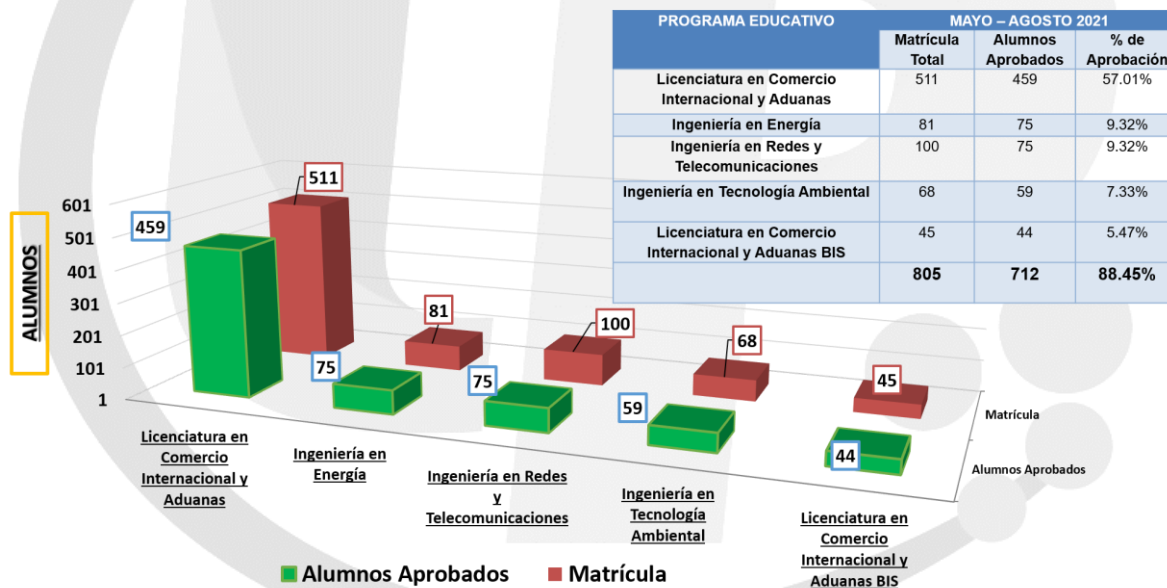 PROGRAMA EDUCATIVO
MAYO – AGOSTO 2021
Matrícula Total
Alumnos Aprobados
% de Aprobación
Licenciatura en Comercio
Internacional y Aduanas
511
459
57.01%
Ingeniería en Energía
81
75
9.32%
Ingeniería en Redes y
Telecomunicaciones
100
75
9.32%
Ingeniería en Tecnología Ambiental
68
59
7.33%
Licenciatura en Comercio
Internacional y Aduanas BIS
45
44
5.47%
805
712
88.45%
ALUMNOS
601
501
401
301
201
101
1
459
511
75
81
75
100
59
68
44
45
Matrícula
Alumnos Aprobados
Licenciatura en
Comercio
Internacional y
Aduanas
Ingeniería en
Energía
Ingeniería en Redes
y
Telecomunicaciones
Ingeniería en
Tecnología
Ambiental
Licenciatura en
Comercio
Internacional y
Aduanas BIS
Alumnos Aprobados
Matrícula